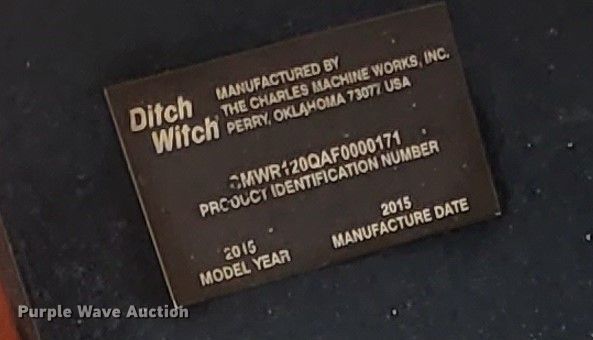 Ditch
Witch
MANUFACTURED BY
THE CHARLES MACHINE WORKS, INC.
PERRY, OKLAHOMA 73077 USA
CMWR120QAF0000171
PRODUCT IDENTIFICATION NUMBER
2015
MODEL YEAR
2015
MANUFACTURE DATE
Purple Wave Auction